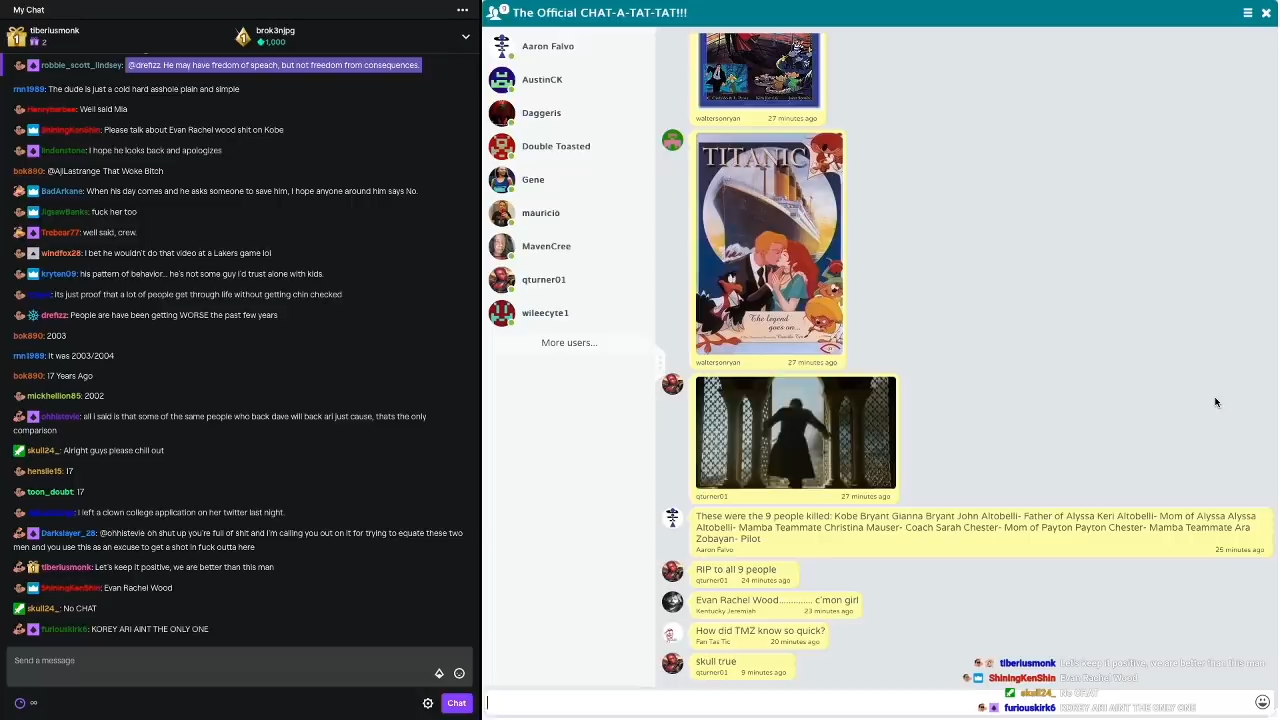 My Chat
tiberiusmonk
2
brok3njpg
1,000
robbie_scott_lindsey: @drefizz He may have fredom of speach, but not freedom from consequences.
rnn1989: The dude is just a cold hard asshole plain and simple
Henrybarbee: Well said Mia
ShiningKenShin: Please talk about Evan Rachel wood shit on Kobe
lindenstone: I hope he looks back and apologizes
bok890: @AjLastrange That Woke Bitch
BadArkane: When his day comes and he asks someone to save him, I hope anyone around him says No.
JigsawBanks: fuck her too
Trebear77: well said, crew.
windfox28: I bet he wouldn't do that video at a Lakers game lol
kryten09: his pattern of behavior... he's not some guy I'd trust alone with kids.
: Its just proof that a lot of people get through life without getting chin checked
drefizz: People are have been getting WORSE the past few years
bok890: 2003
rnn1989: It was 2003/2004
bok890: 17 Years Ago
mickhellion85: 2002
ohhistevie: all i said is that some of the same people who back dave will back ari just cause, thats the only
comparison
skull24_: Alright guys please chill out
henslie15: 17
toon_doubt: 17
: I left a clown college application on her twitter last night.
Darkslayer_28: @ohhistevie oh shut up you're full of shit and I'm calling you out on it for trying to equate these two
men and you use this as an excuse to get a shot in fuck outta here
tiberiusmonk: Let's keep it positive, we are better than this man
ShiningKenShin: Evan Rachel Wood
skull24_: No CHAT
furiouskirk6: KOREY ARI AINT THE ONLY ONE
Send a message
∞
Chat
9
The Official CHAT-A-TAT-TAT!!!
Aaron Falvo
AustinCK
Daggeris
Double Toasted
Gene
mauricio
MavenCree
qturner01
wileecyte1
More users...
waltersonryan 27 minutes ago
TITANIC
The legend
goes on...
waltersonryan 27 minutes ago
qturner01 27 minutes ago
These were the 9 people killed: Kobe Bryant Gianna Bryant John Altobelli- Father of Alyssa Keri Altobelli- Mom of Alyssa Alyssa
Altobelli- Mamba Teammate Christina Mauser- Coach Sarah Chester- Mom of Payton Payton Chester- Mamba Teammate Ara
Zobayan- Pilot
Aaron Falvo 25 minutes ago
RIP to all 9 people
qturner01 24 minutes ago
Evan Rachel Wood.............. c'mon girl
Kentucky Jeremiah 23 minutes ago
How did TMZ know so quick?
Fan Tas Tic 20 minutes ago
skull true
qturner01 9 minutes ago
tiberiusmonk Let's keep it positive, we are better than this man
ShiningKenShin Evan Rachel Wood
skull24_ No CHAT
furiouskirk6 KOREY ARI AINT THE ONLY ONE